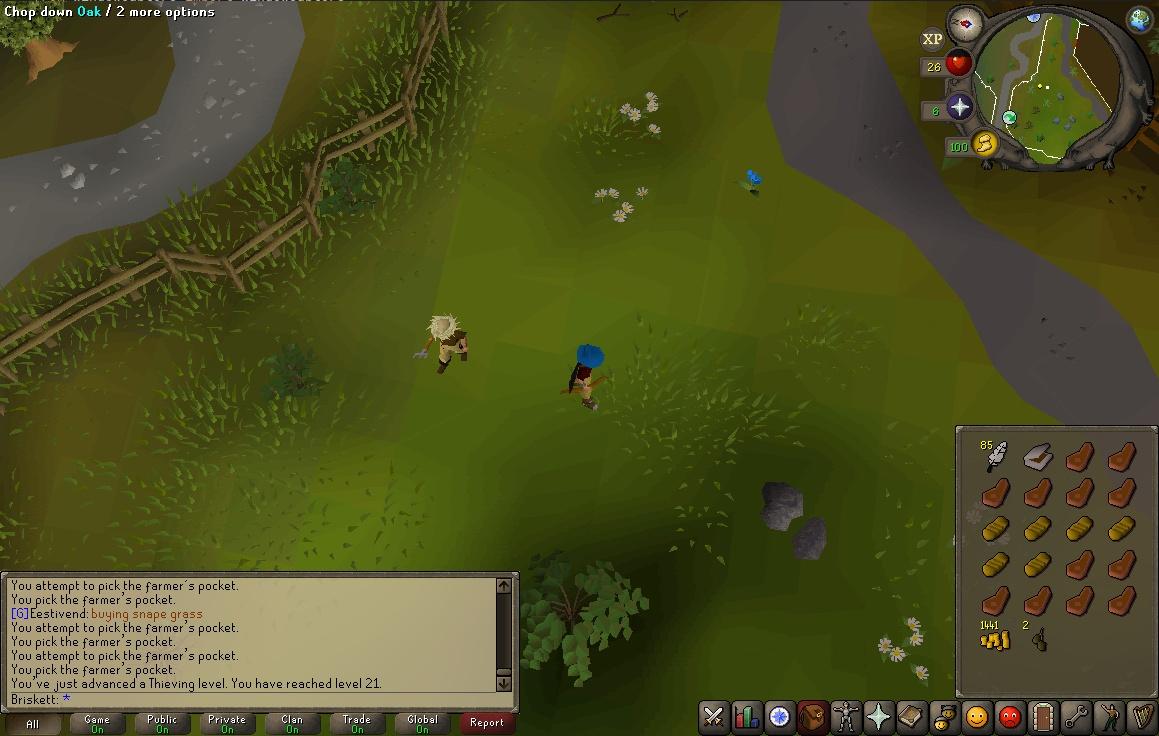 Chop down Oak / 2 more options
XP
26
6
100
85
1441
2
You attempt to pick the farmer's pocket.
You pick the farmer's pocket.
[G]Eestivend: buying snape grass
You attempt to pick the farmer's pocket.
You pick the farmer's pocket.
You attempt to pick the farmer's pocket.
You pick the farmer's pocket.
You've just advanced a Thieving level. You have reached level 21.
Briskett: *
All
Game
On
Public
On
Private
On
Clan
On
Trade
On
Global
On
Report